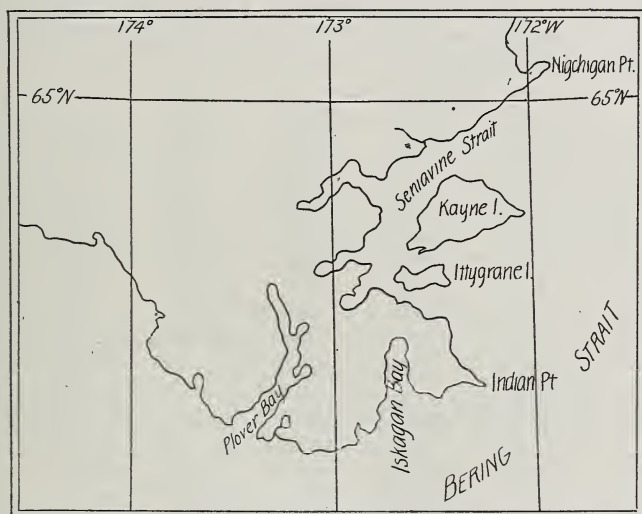 174°
173°
172°W
Nigchigan Pt.
65°N
65°N
Seniavine Strait
Kayne I.
Ittygrane I.
STRAIT
Indian Pt
Plover Bay
Iskagan Bay
BERING